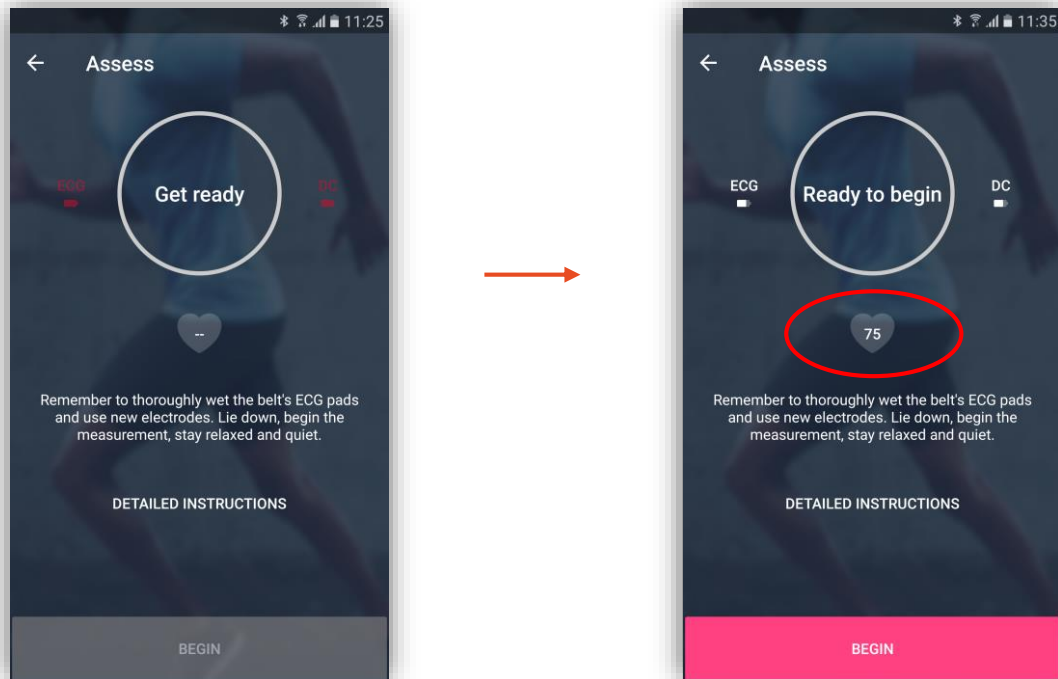 11:25
Assess
ECG
DC
Get ready
--
Remember to thoroughly wet the belt's ECG pads
and use new electrodes. Lie down, begin the
measurement, stay relaxed and quiet.
DETAILED INSTRUCTIONS
BEGIN
11:35
Assess
ECG
DC
Ready to begin
75
Remember to thoroughly wet the belt's ECG pads
and use new electrodes. Lie down, begin the
measurement, stay relaxed and quiet.
DETAILED INSTRUCTIONS
BEGIN